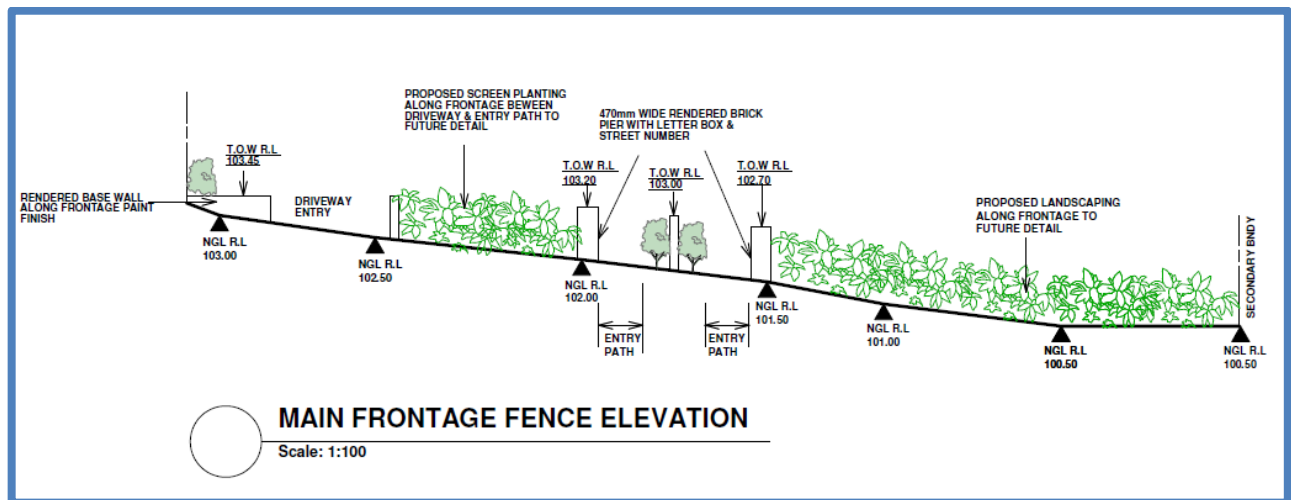 PROPOSED SCREEN PLANTING
ALONG FRONTAGE BEWEEN
DRIVEWAY & ENTRY PATH TO
FUTURE DETAIL
470mm WIDE RENDERED BRICK
PIER WITH LETTER BOX &
STREET NUMBER
T.O.W R.L
103.45
T.O.W R.L
103.20
T.O.W R.L
103.00
T.O.W R.L
102.70
RENDERED BASE WALL
ALONG FRONTAGE PAINT
FINISH
DRIVEWAY
ENTRY
PROPOSED LANDSCAPING
ALONG FRONTAGE TO
FUTURE DETAIL
SECONDARY BNDY
NGL R.L
103.00
NGL R.L
102.50
NGL R.L
102.00
NGL R.L
101.50
NGL R.L
101.00
NGL R.L
100.50
NGL R.L
100.50
ENTRY
PATH
ENTRY
PATH
MAIN FRONTAGE FENCE ELEVATION
Scale: 1:100